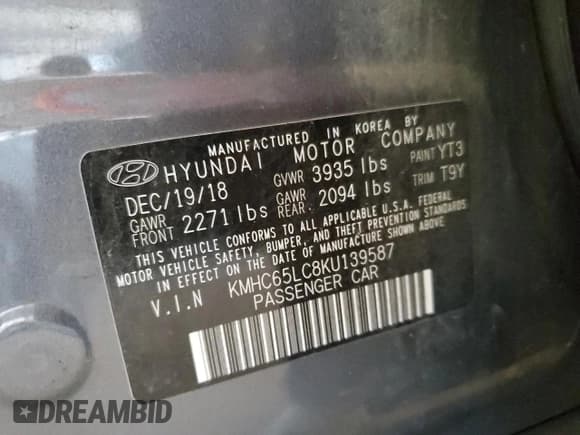 MANUFACTURED IN KOREA BY
HYUNDAI MOTOR COMPANY
DEC/19/18 GVWR 3935 lbs PAINT YT3
GAWR FRONT 2271 lbs GAWR REAR: 2094 lbs TRIM T9Y
THIS VEHICLE CONFORMS TO ALL APPLICABLE U.S.A. FEDERAL
MOTOR VEHICLE SAFETY, BUMPER, AND THEFT PREVENTION STANDARDS
IN EFFECT ON THE DATE OF MANUFACTURE SHOWN ABOVE.
V.I.N KMHC65LC8KU139587
PASSENGER CAR
DREAMBID